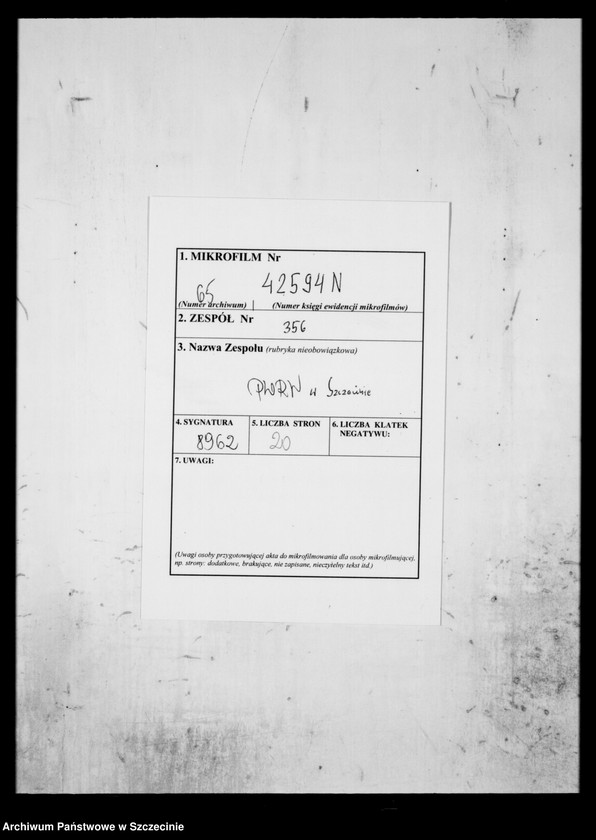 1. MIKROFILM Nr
65 42594 N
(Numer archiwum) (Numer księgi ewidencji mikrofilmów)
2. ZESPÓŁ Nr 356
3. Nazwa Zespołu (rubryka nieobowiązkowa)
PWRN w Szczecinie
4. SYGNATURA 5. LICZBA STRON 6. LICZBA KLATEK
NEGATYWU:
8962 20
7. UWAGI:
(Uwagi osoby przygotowującej akta do mikrofilmowania dla osoby mikrofilmującej,
np. strony: dodatkowe, brakujące, nie zapisane, nieczytelny tekst itd.)
Archiwum Państwowe w Szczecinie